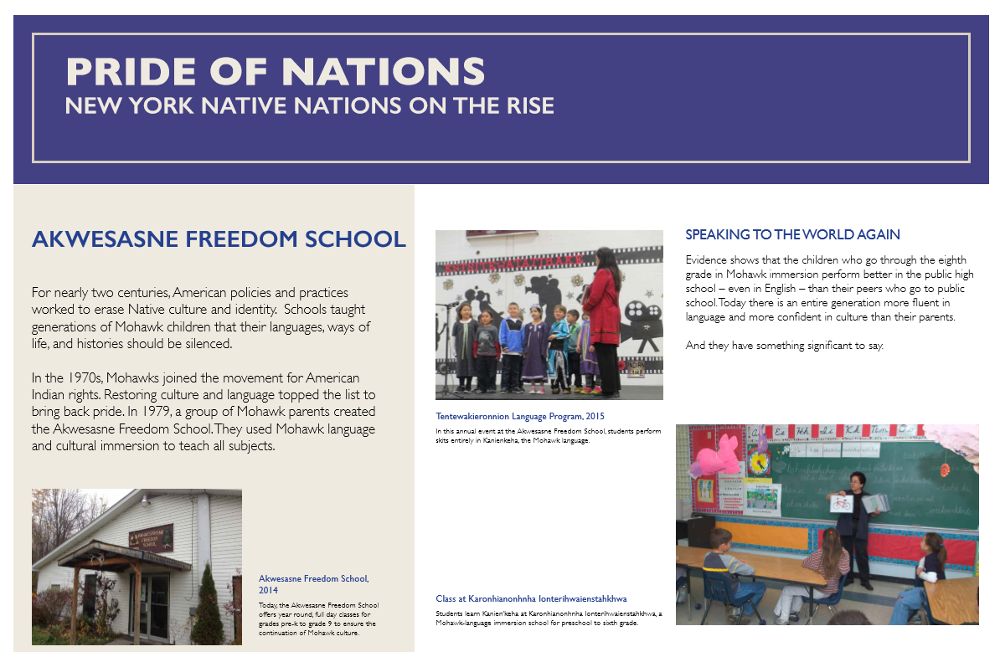 PRIDE OF NATIONS
NEW YORK NATIVE NATIONS ON THE RISE
AKWESASNE FREEDOM SCHOOL
For nearly two centuries, American policies and practices
worked to erase Native culture and identity.  Schools taught
generations of Mohawk children that their languages, ways of
life, and histories should be silenced.
In the 1970s, Mohawks joined the movement for American
Indian rights. Restoring culture and language topped the list to
bring back pride. In 1979, a group of Mohawk parents created
the Akwesasne Freedom School. They used Mohawk language
and cultural immersion to teach all subjects.
FREEDOM
SCHOOL
Akwesasne Freedom School,
2014
Today, the Akwesasne Freedom School
offers year round, full day classes for
grades pre-k to grade 9 to ensure the
continuation of Mohawk culture.
Tentewakieronnion Language Program, 2015
In this annual event at the Akwesasne Freedom School, students perform
skits entirely in Kanienkeha, the Mohawk language.
Class at Karonhianonhnha Ionterihwaienstahkhwa
Students learn Kanien'keha at Karonhianonhnha Ionterihwaienstahkhwa, a
Mohawk-language immersion school for preschool to sixth grade.
SPEAKING TO THE WORLD AGAIN
Evidence shows that the children who go through the eighth
grade in Mohawk immersion perform better in the public high
school – even in English – than their peers who go to public
school. Today there is an entire generation more fluent in
language and more confident in culture than their parents.
And they have something significant to say.